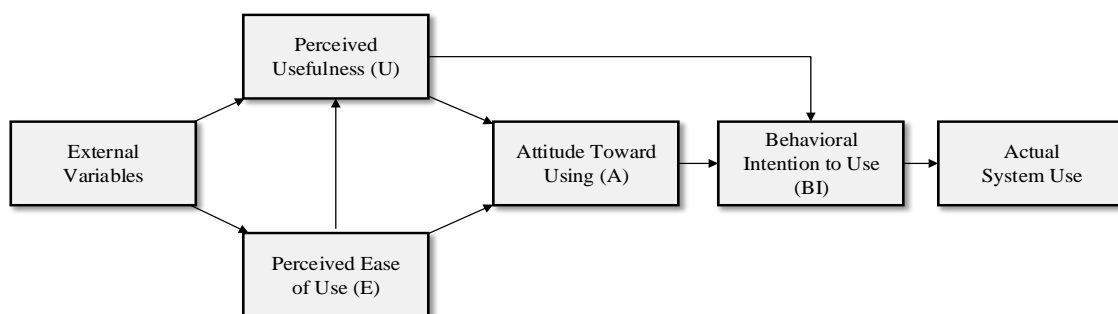 Perceived
Usefulness (U)
External
Variables
Attitude Toward
Using (A)
Behavioral
Intention to Use
(BI)
Actual
System Use
Perceived Ease
of Use (E)